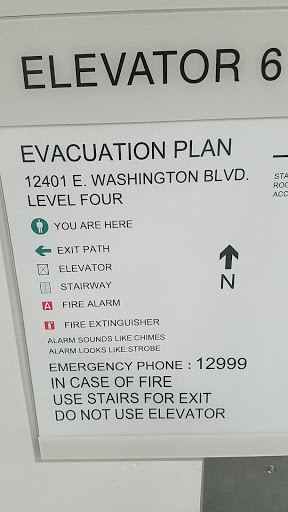 ELEVATOR 6
EVACUATION PLAN
12401 E. WASHINGTON BLVD.
LEVEL FOUR
YOU ARE HERE
EXIT PATH
ELEVATOR
STAIRWAY
A FIRE ALARM
FIRE EXTINGUISHER
ALARM SOUNDS LIKE:CHIMES
ALARM LOOKS LIKE:STROBE
EMERGENCY PHONE : 12999
IN CASE OF FIRE
USE STAIRS FOR EXIT
DO NOT USE ELEVATOR
N